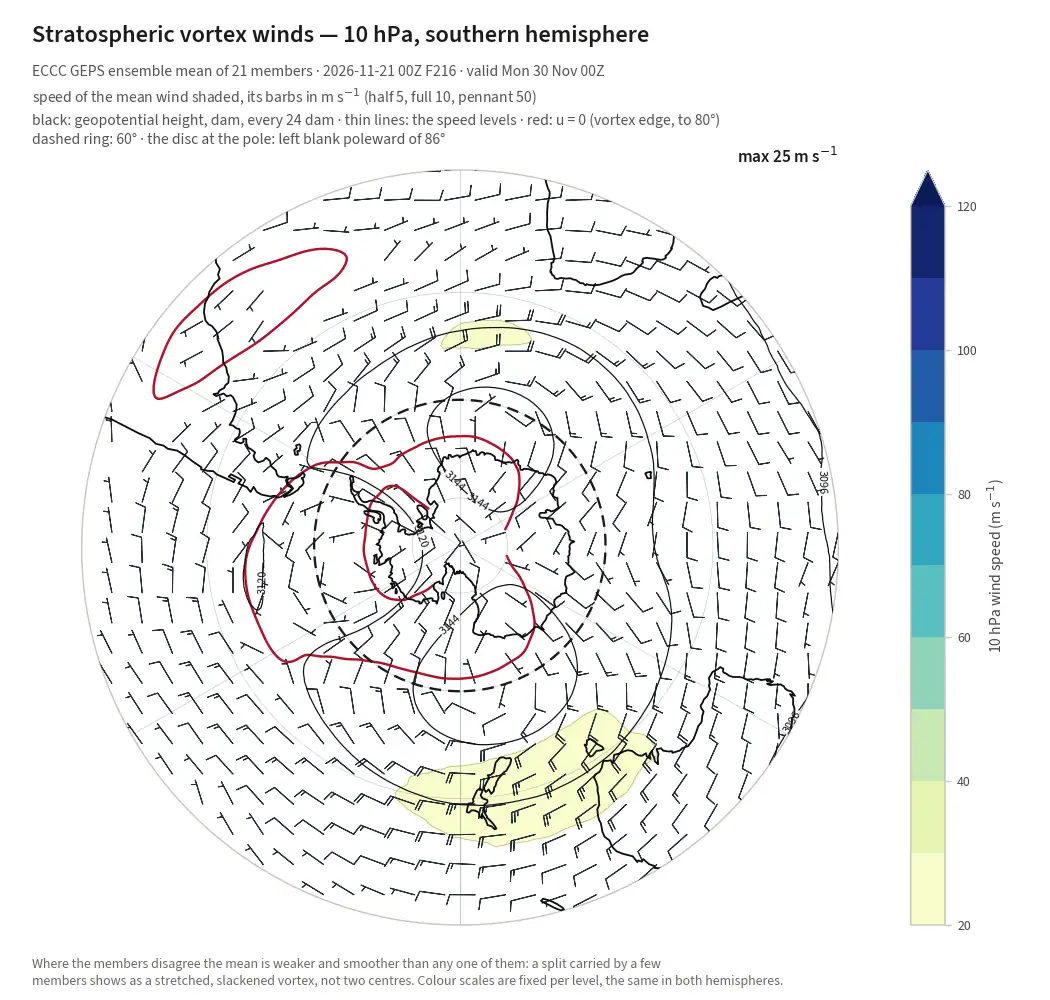 Stratospheric vortex winds — 10 hPa, southern hemisphere
ECCC GEPS ensemble mean of 21 members · 2026-11-21 00Z F216 · valid Mon 30 Nov 00Z
speed of the mean wind shaded, its barbs in m s⁻¹ (half 5, full 10, pennant 50)
black: geopotential height, dam, every 24 dam · thin lines: the speed levels · red: u = 0 (vortex edge, to 80°)
dashed ring: 60° · the disc at the pole: left blank poleward of 86°
max 25 m s⁻¹
120
100
80
60
40
20
10 hPa wind speed (m s⁻¹)
3096
3144
3144
3120
3120
3144
3096
Where the members disagree the mean is weaker and smoother than any one of them: a split carried by a few
members shows as a stretched, slackened vortex, not two centres. Colour scales are fixed per level, the same in both hemispheres.